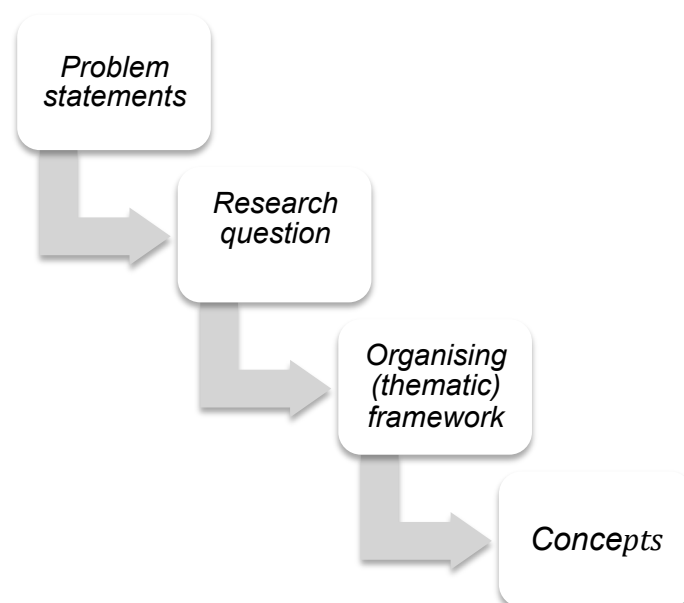 Problem
statements
Research
question
Organising
(thematic)
framework
Concepts